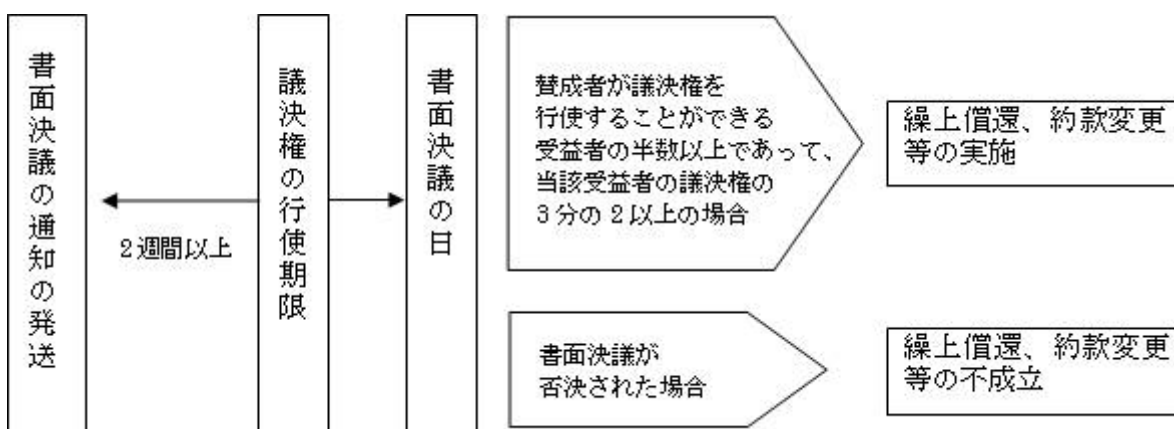 書面決議の通知の発送
2週間以上
議決権の行使期限
書面決議の日
賛成者が議決権を
行使することができる
受益者の半数以上であって、
当該受益者の議決権の
3分の2以上の場合
繰上償還、約款変更
等の実施
書面決議が
否決された場合
繰上償還、約款変更
等の不成立